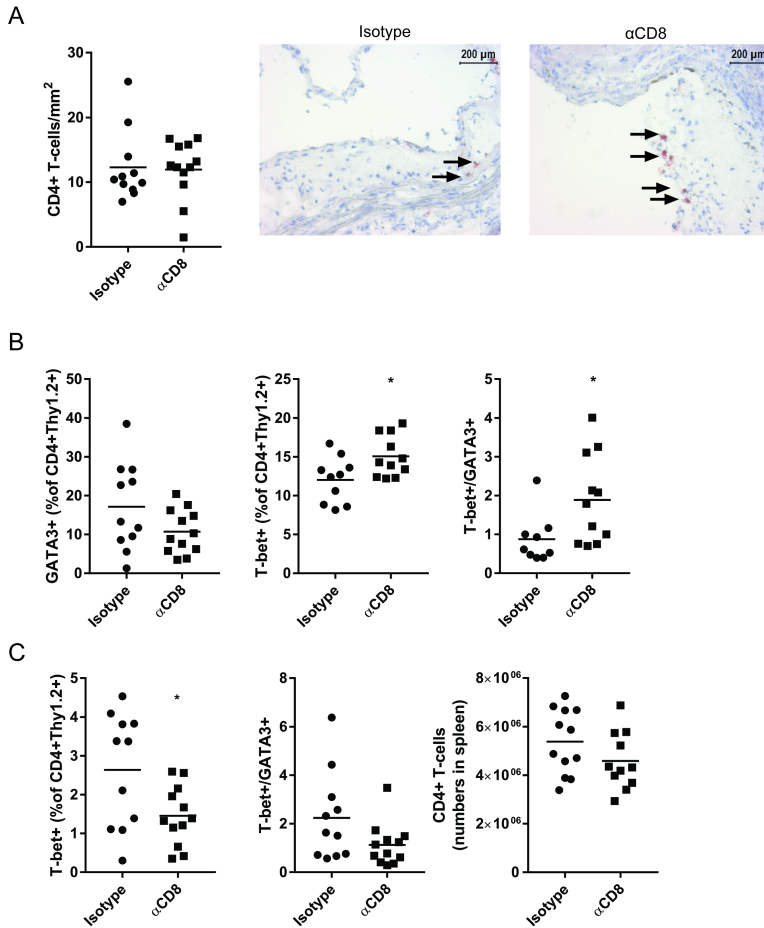 A
CD4+ T-cells/mm²
30
20
10
0
Isotype
αCD8
Isotype
200 µm
αCD8
200 µm
B
GATA3+ (%of CD4+Thy1.2+)
50
40
30
20
10
0
Isotype
αCD8
T-bet+ (%of CD4+Thy1.2+)
25
20
15
10
5
0
*
Isotype
αCD8
T-bet+/GATA3+
5
4
3
2
1
0
*
Isotype
αCD8
C
T-bet+ (%of CD4+Thy1.2+)
5
4
3
2
1
0
*
Isotype
αCD8
T-bet+/GATA3+
8
6
4
2
0
Isotype
αCD8
CD4+ T-cells
(numbers in spleen)
8×10⁰⁶
6×10⁰⁶
4×10⁰⁶
2×10⁰⁶
0
Isotype
αCD8